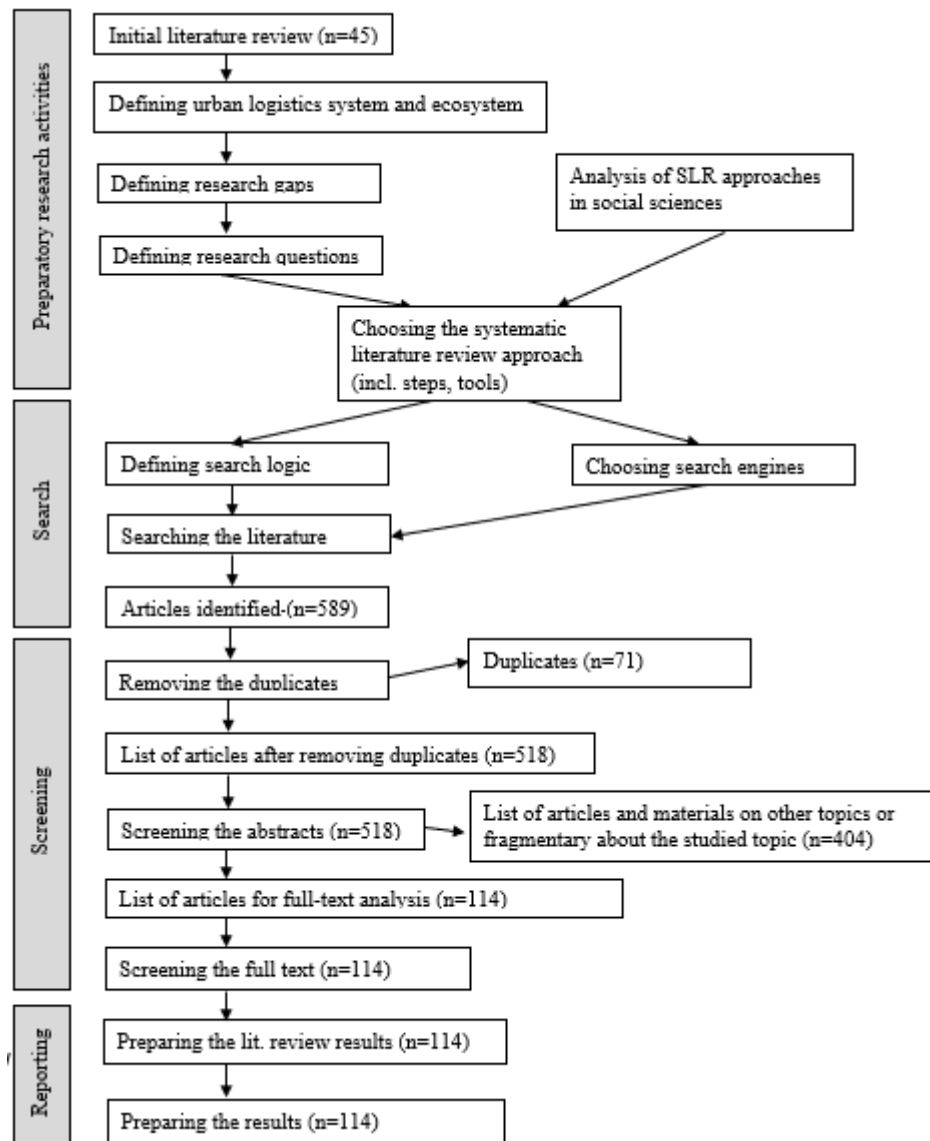 Preparatory research activities
Initial literature review (n=45)
Defining urban logistics system and ecosystem
Defining research gaps
Analysis of SLR approaches
in social sciences
Defining research questions
Choosing the systematic
literature review approach
(incl. steps, tools)
Search
Defining search logic
Choosing search engines
Searching the literature
Articles identified-(n=589)
Screening
Duplicates (n=71)
Removing the duplicates
List of articles after removing duplicates (n=518)
Screening the abstracts (n=518)
List of articles and materials on other topics or
fragmentary about the studied topic (n=404)
List of articles for full-text analysis (n=114)
Screening the full text (n=114)
Reporting
Preparing the lit. review results (n=114)
Preparing the results (n=114)